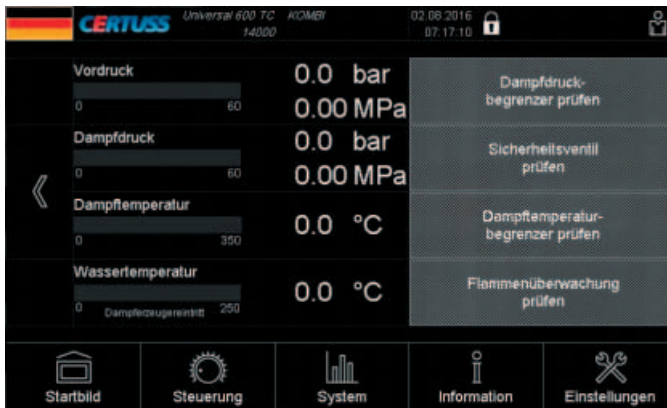 CERTUSS
Universal 600 TC KOMBI
14000
02.08.2016
07:17:10
Vordruck
0 60
0.0 bar
0.00 MPa
Dampfdruck-
begrenzer prüfen
Dampfdruck
0 60
0.0 bar
0.00 MPa
Sicherheitsventil
prüfen
Dampftemperatur
0 350
0.0 °C
Dampftemperatur-
begrenzer prüfen
Wassertemperatur
0 Dampferzeugereintritt 250
0.0 °C
Flammenüberwachung
prüfen
Startbild
Steuerung
System
Information
Einstellungen